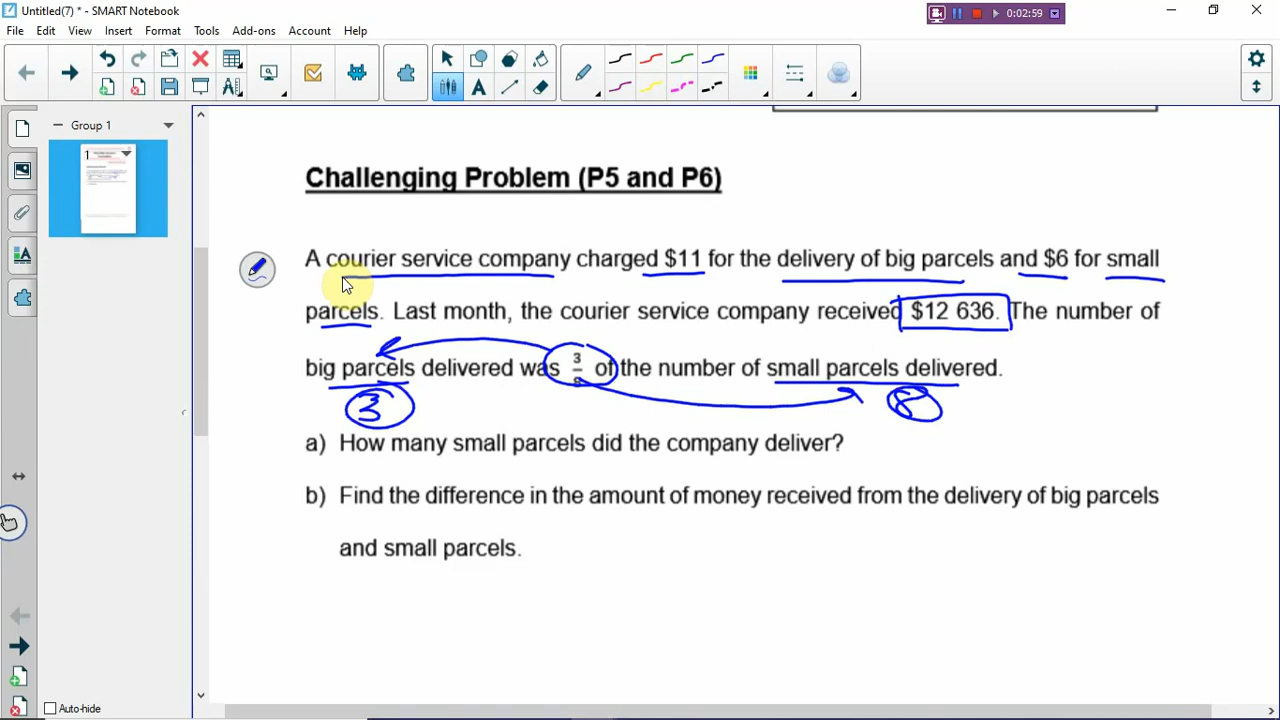 Untitled(7) * - SMART Notebook
00:02:59
File Edit View Insert Format Tools Add-ons Account Help
Group 1
1
Challenging Problem (P5 and P6)
A courier service company charged $11 for the delivery of big parcels and $6 for small
parcels. Last month, the courier service company received $12 636. The number of
big parcels delivered was 3/8 of the number of small parcels delivered.
3 8
a) How many small parcels did the company deliver?
b) Find the difference in the amount of money received from the delivery of big parcels
and small parcels.
Auto-hide